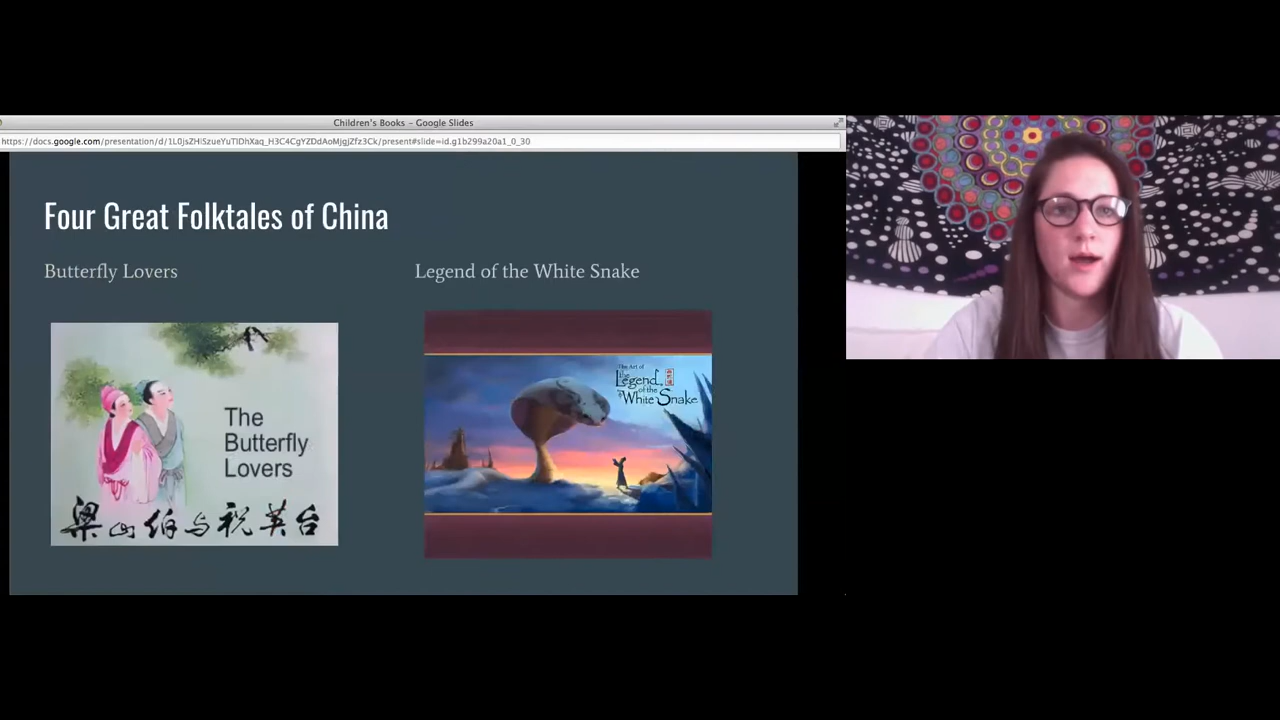 Children's Books - Google Slides
Four Great Folktales of China
Butterfly Lovers
Legend of the White Snake
The
Butterfly
Lovers
梁山伯与祝英台
The Art of
The Legend
of the
White Snake